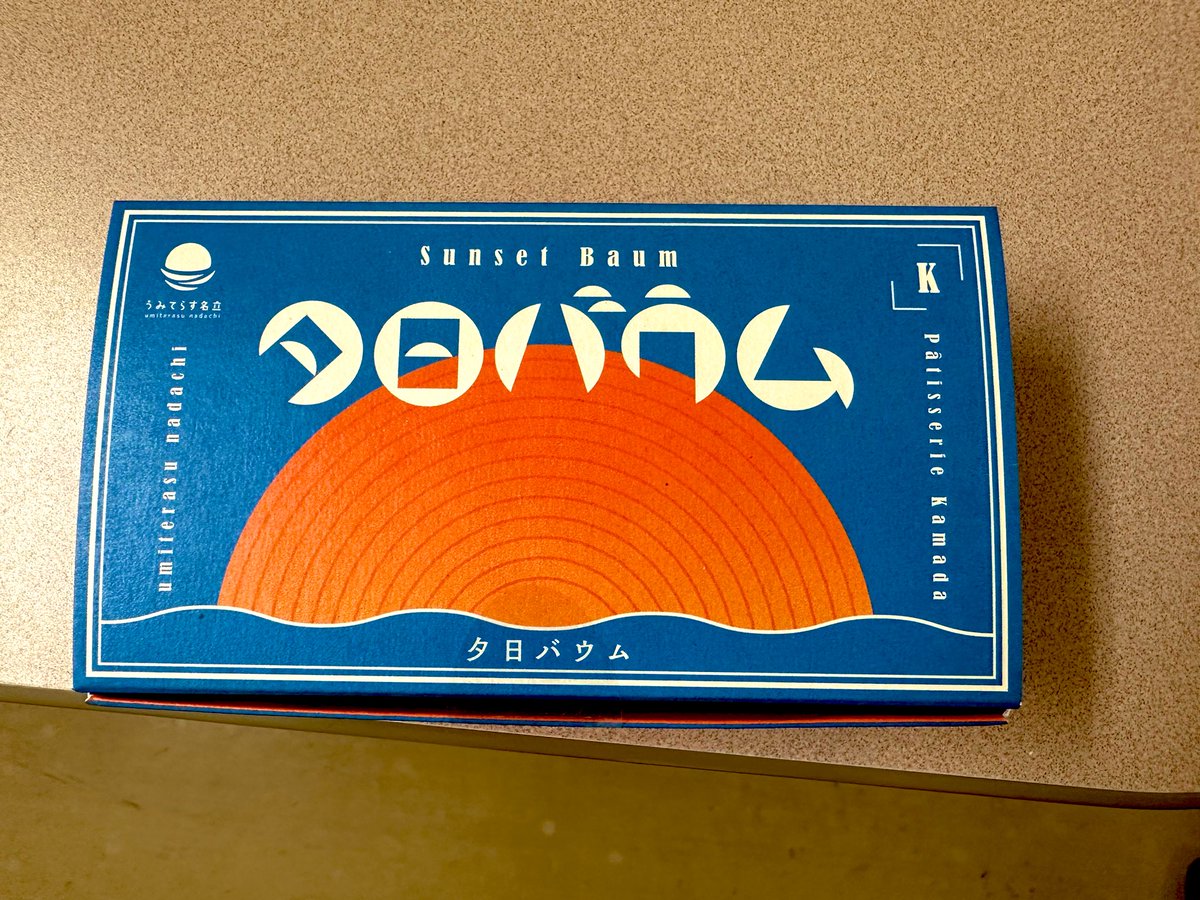 Sunset Baum
うみてらす名立
umiterasu nadachi
K
夕日バウム
umiterasu nadachi
Pâtisserie Kamada
夕日バウム